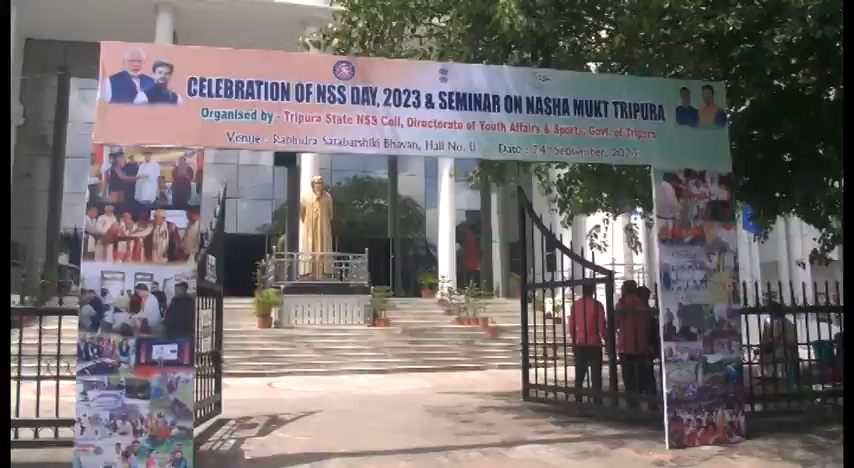 CELEBRATION OF NSS DAY, 2023 & SEMINAR ON NASHA MUKT TRIPURA
Organised by - Tripura State NSS Cell, Directorate of Youth Affairs & Sports, Govt. of Tripura
Venue : Rabindra Satabarshiki Bhavan, Hall No. II Date : 24th September, 2023